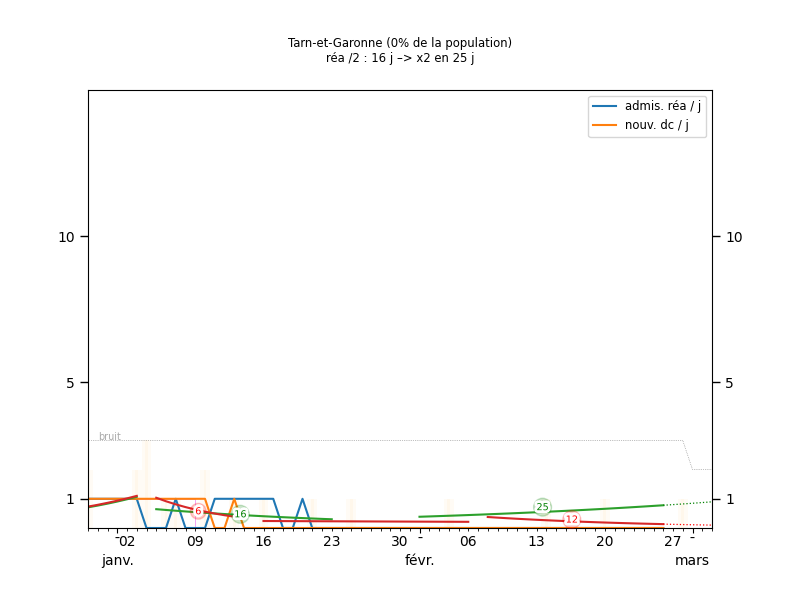 Tarn-et-Garonne (0% de la population)
réa /2 : 16 j –> x2 en 25 j
admis. réa / j
nouv. dc / j
10
10
5
5
bruit
1
1
6
16
25
12
02
09
16
23
30
06
13
20
27
janv.
févr.
mars